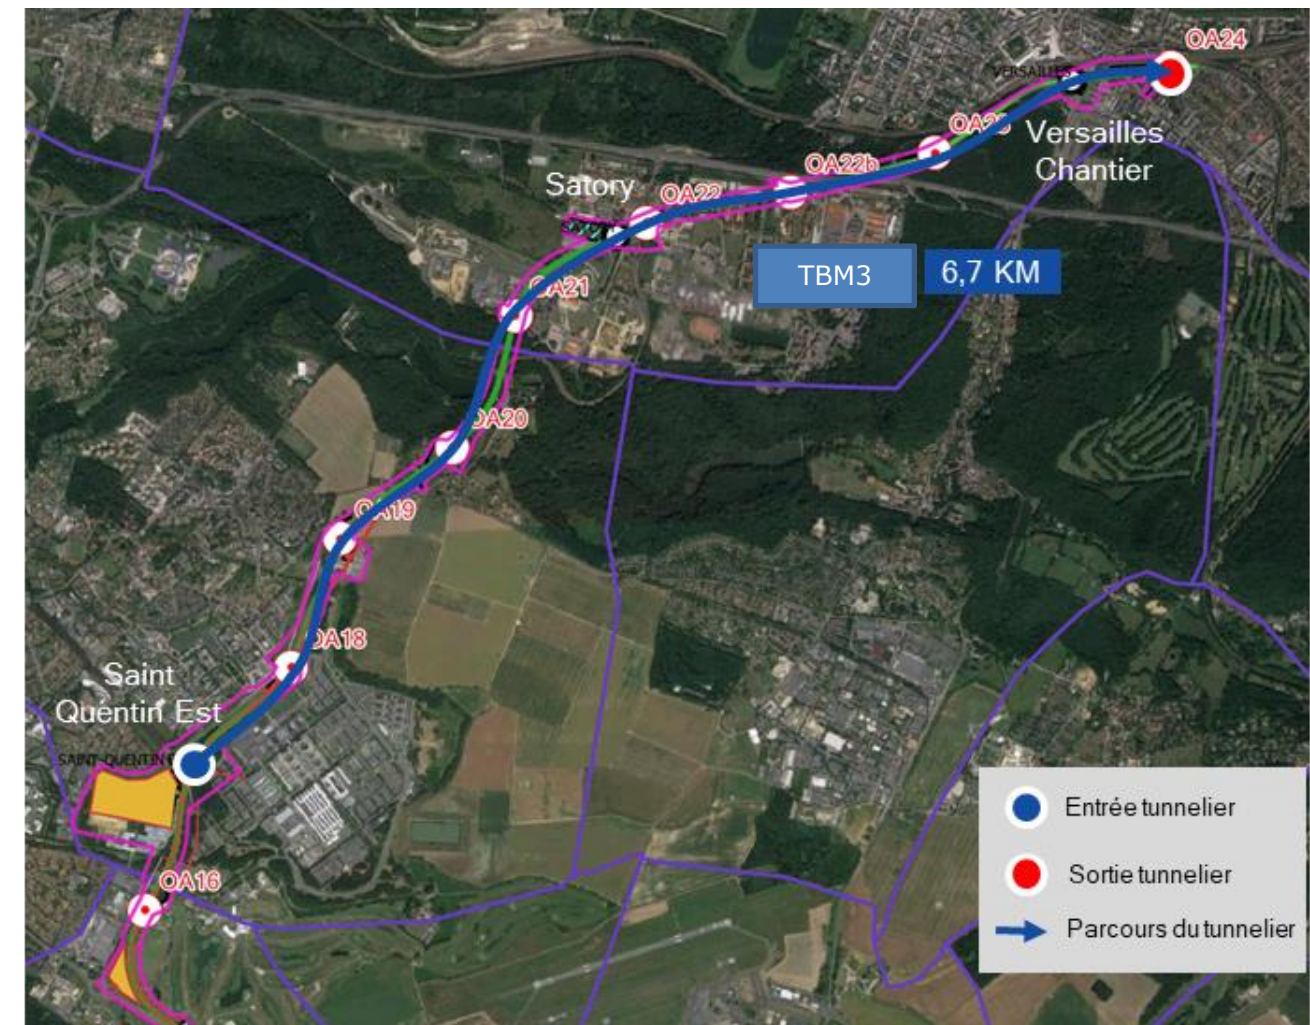 OA24
VERSAILLES
OA23
Versailles
Chantier
OA22b
Satory
OA22
TBM3
6,7 KM
OA21
OA20
OA19
OA18
Saint
Quentin Est
SAINT-QUENTIN
OA16
Entrée tunnelier
Sortie tunnelier
Parcours du tunnelier